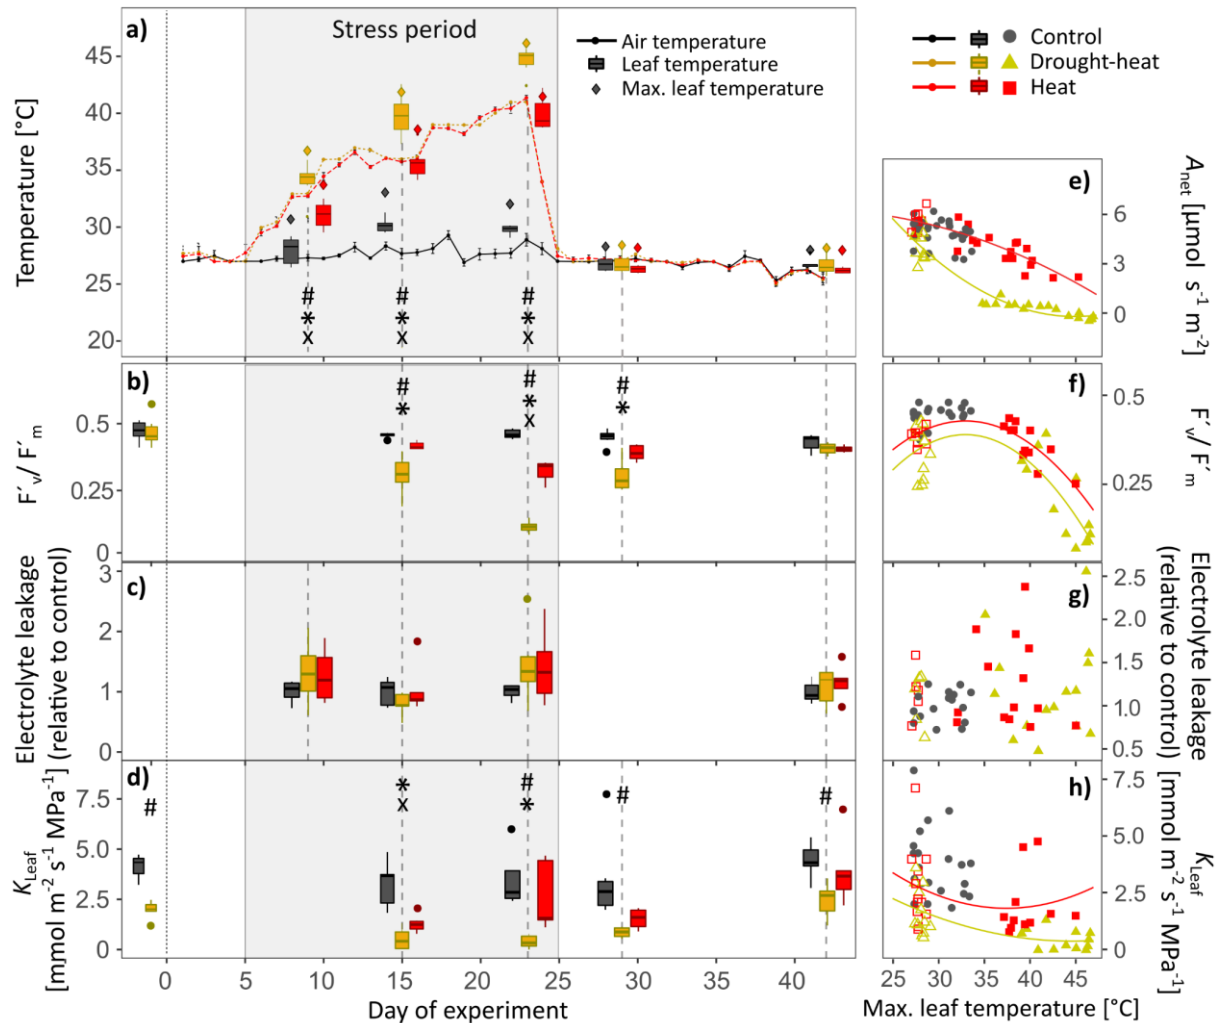 a)
Stress period
Air temperature
Leaf temperature
Max. leaf temperature
Control
Drought-heat
Heat
Temperature [°C]
45
40
35
30
25
20
#
*
x
#
*
x
#
*
x
b)
F´v/ F´m
0.5
0.25
0
#
*
#
*
x
#
*
c)
Electrolyte leakage
(relative to control)
3
2
1
0
d)
KLeaf
[mmol m-2 s-1 MPa-1]
7.5
5.0
2.5
0
#
*
x
#
*
#
#
0
5
10
15
20
25
30
35
40
Day of experiment
e)
Anet [µmol s-1 m-2]
6
3
0
f)
F´v/ F´m
0.5
0.25
g)
Electrolyte leakage
(relative to control)
2.5
2.0
1.5
1.0
0.5
h)
KLeaf
[mmol m-2 s-1 MPa-1]
7.5
5.0
2.5
0
25
30
35
40
45
Max. leaf temperature [°C]